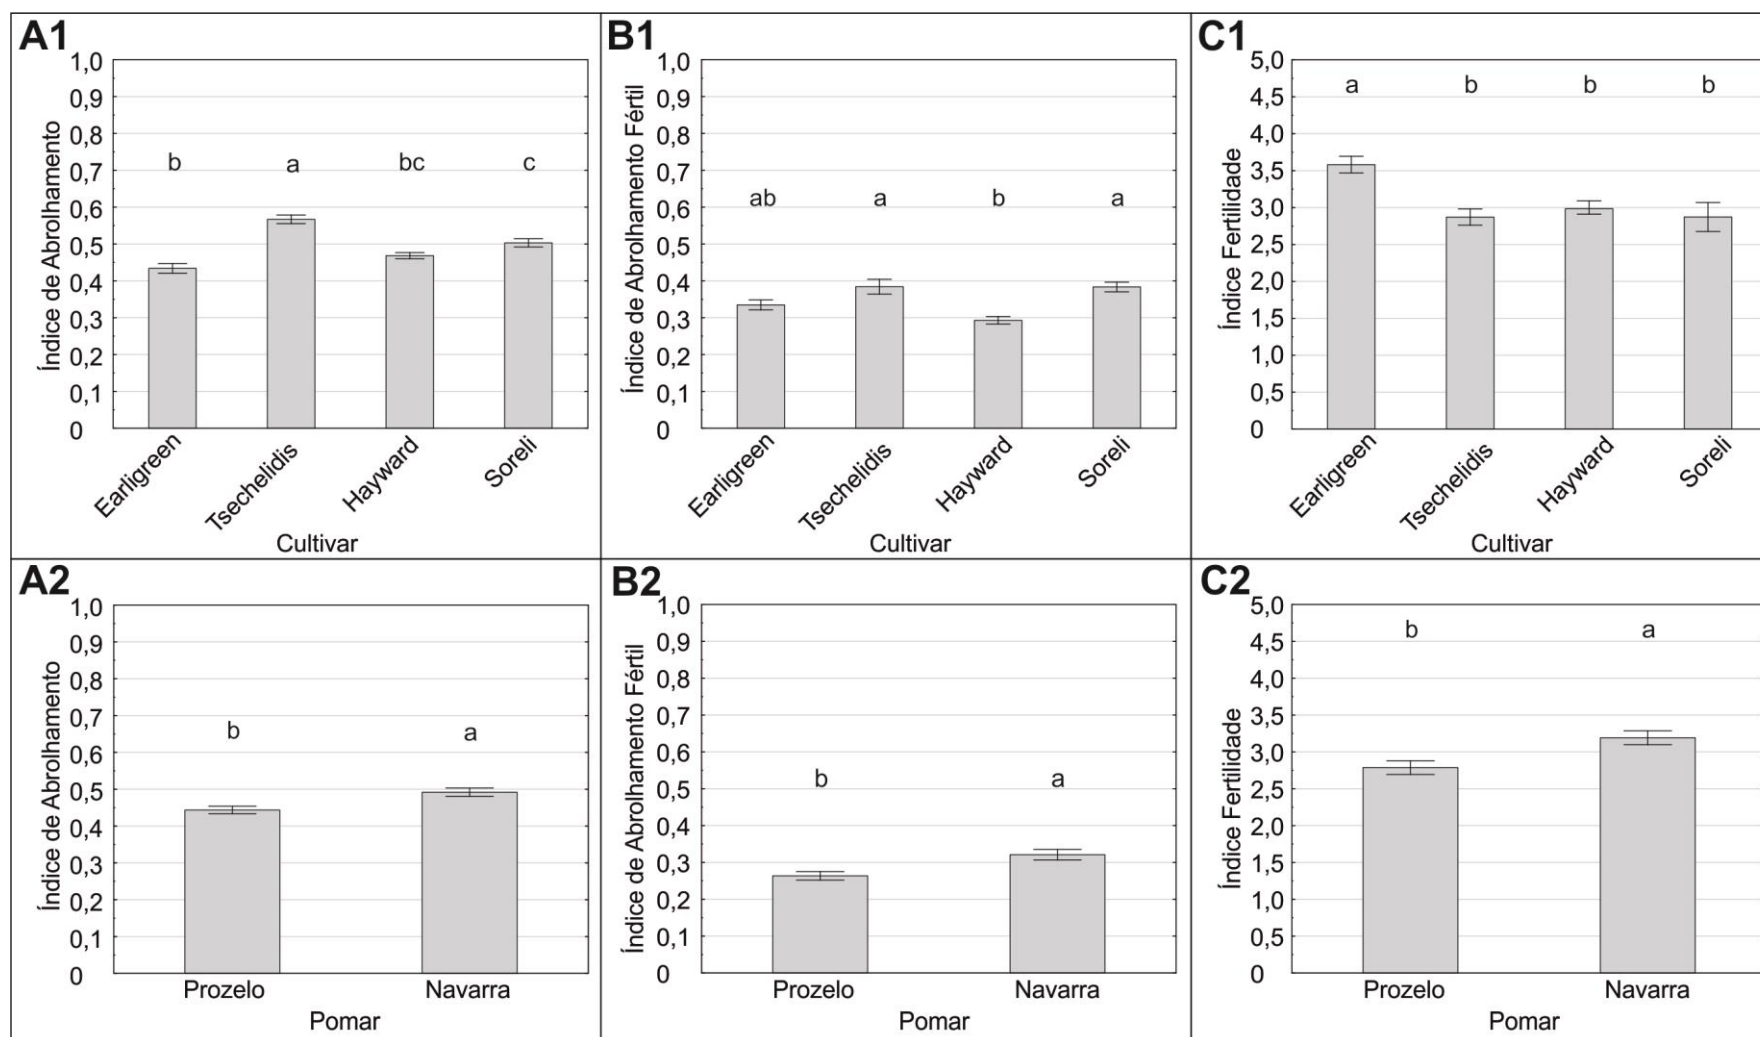 A1
Índice de Abrolhamento
1,0
0,9
0,8
0,7
0,6
0,5
0,4
0,3
0,2
0,1
0
b a bc c
Earligreen Tsechelidis Hayward Soreli
Cultivar
B1
Índice de Abrolhamento Fértil
1,0
0,9
0,8
0,7
0,6
0,5
0,4
0,3
0,2
0,1
0
ab a b a
Earligreen Tsechelidis Hayward Soreli
Cultivar
C1
Índice Fertilidade
5,0
4,5
4,0
3,5
3,0
2,5
2,0
1,5
1,0
0,5
0
a b b b
Earligreen Tsechelidis Hayward Soreli
Cultivar
A2
Índice de Abrolhamento
1,0
0,9
0,8
0,7
0,6
0,5
0,4
0,3
0,2
0,1
0
b a
Prozelo Navarra
Pomar
B2
Índice de Abrolhamento Fértil
1,0
0,9
0,8
0,7
0,6
0,5
0,4
0,3
0,2
0,1
0
b a
Prozelo Navarra
Pomar
C2
Índice Fertilidade
5,0
4,5
4,0
3,5
3,0
2,5
2,0
1,5
1,0
0,5
0
b a
Prozelo Navarra
Pomar